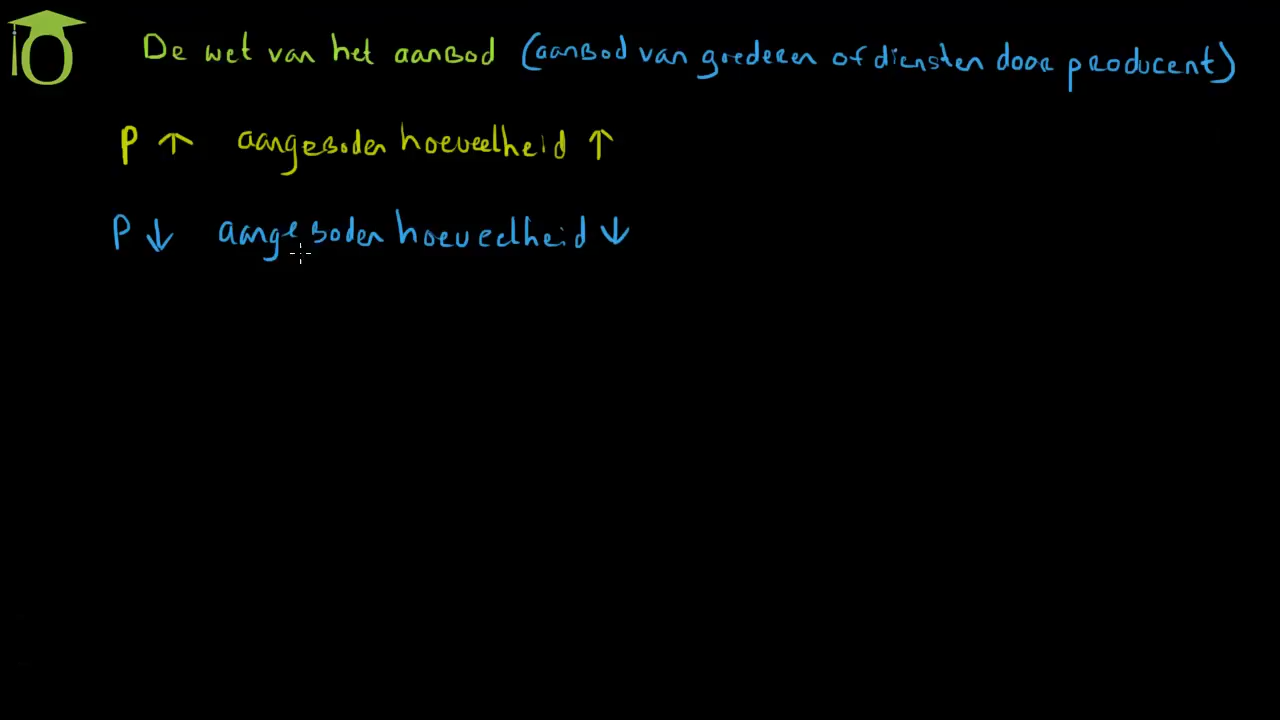 De wet van het aanbod (aanbod van goederen of diensten door producent)
P ↑ aangeboden hoeveelheid ↑
P ↓ aangeboden hoeveelheid ↓